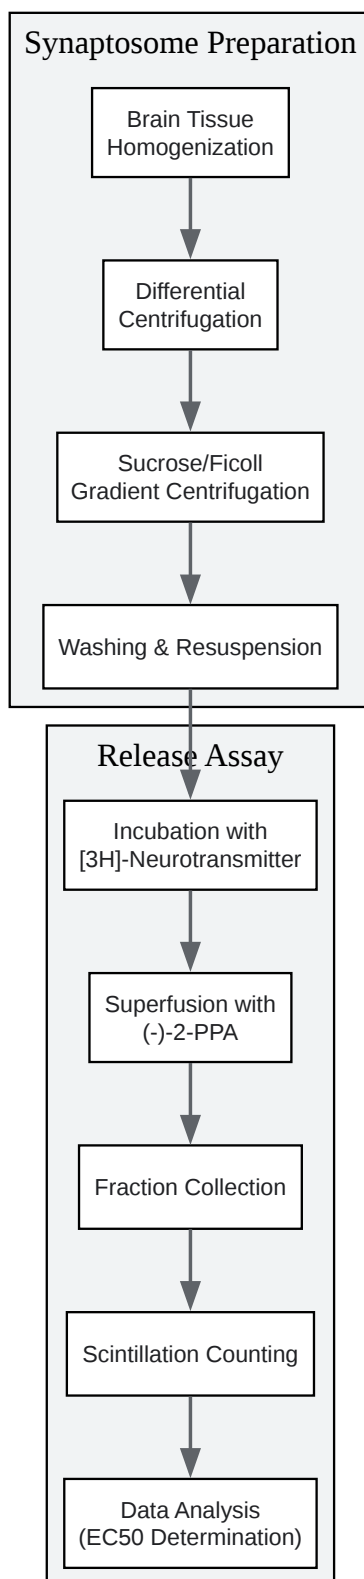 Synaptosome Preparation
Brain Tissue
Homogenization
Differential
Centrifugation
Sucrose/Ficoll
Gradient Centrifugation
Washing & Resuspension
Release Assay
Incubation with
[3H]-Neurotransmitter
Superfusion with
(-)-2-PPA
Fraction Collection
Scintillation Counting
Data Analysis
(EC50 Determination)